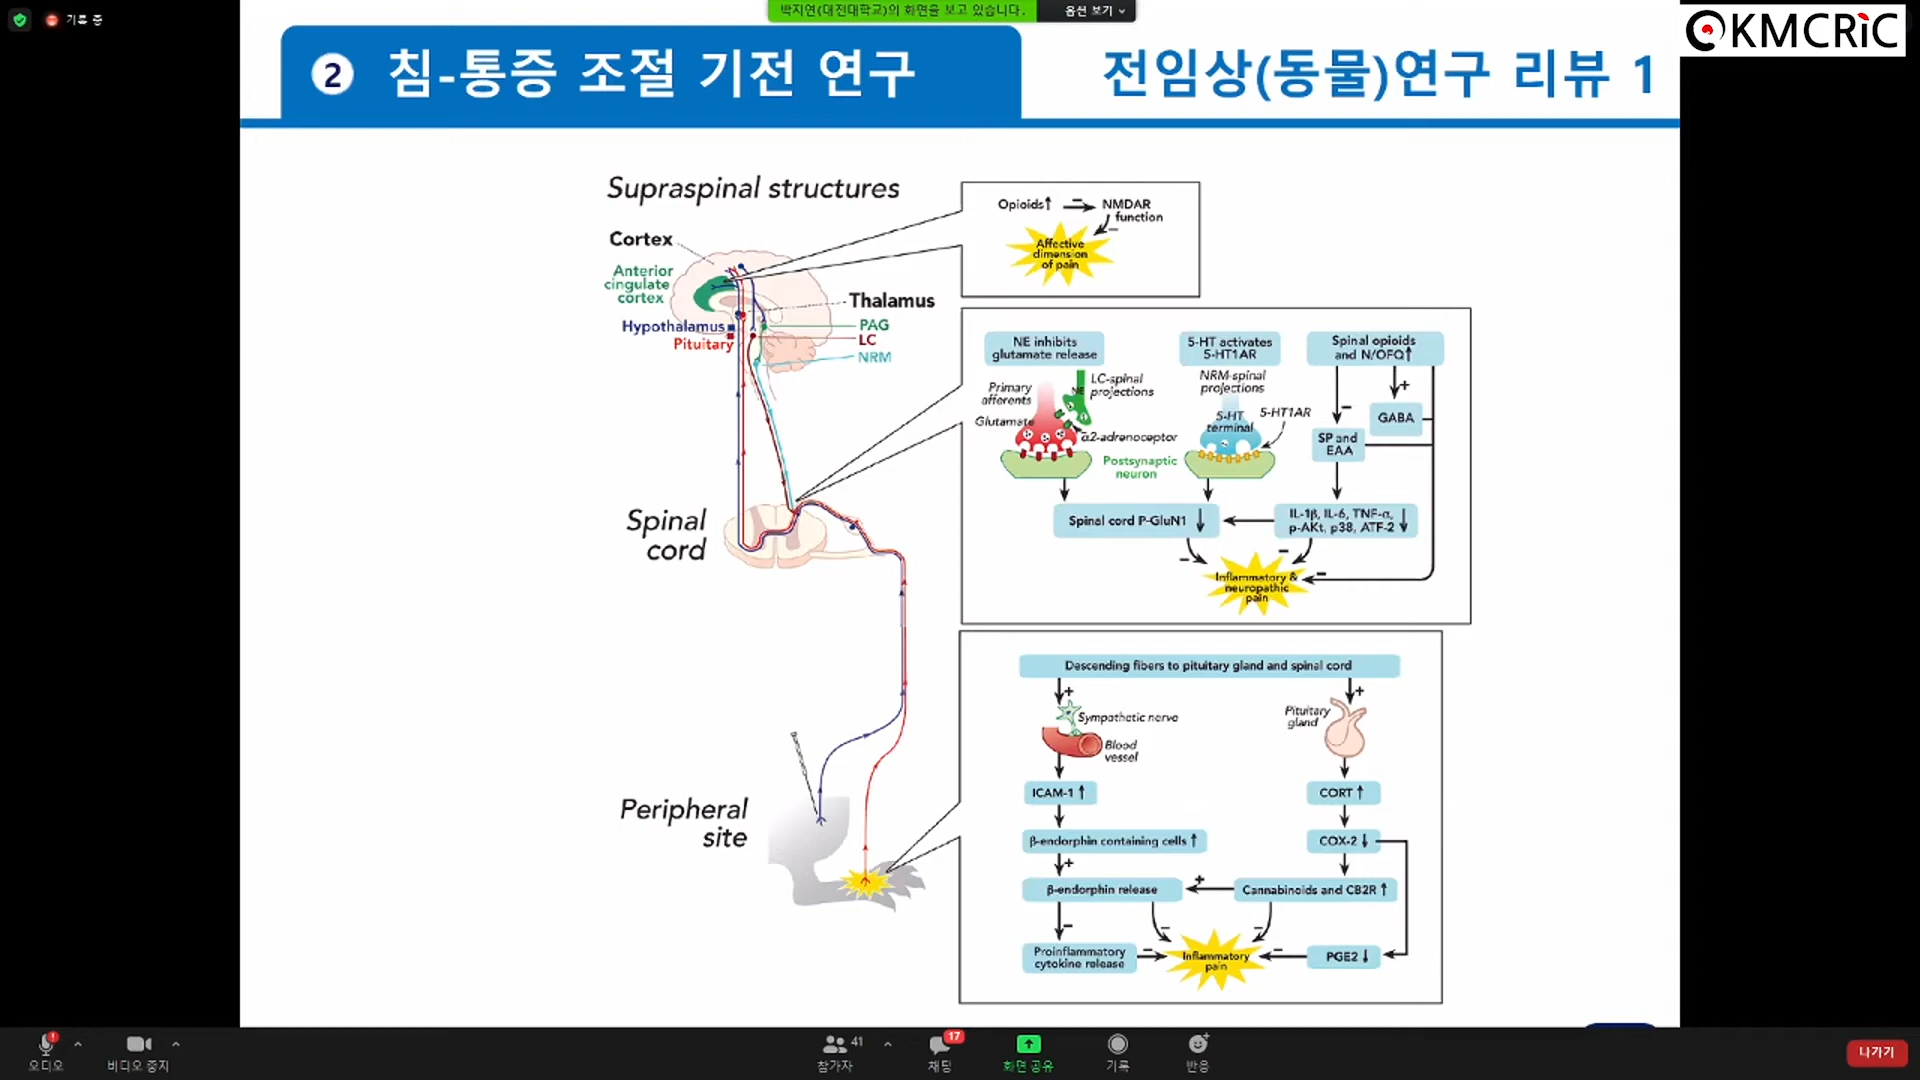 기록 중
박지연(대전대학교)의 화면을 보고 있습니다.
옵션 보기
KMCRiC
2 침-통증 조절 기전 연구
전임상(동물)연구 리뷰 1
Supraspinal structures
Cortex
Anterior
cingulate
cortex
Hypothalamus
Pituitary
Thalamus
PAG
LC
NRM
Opioids↑ − NMDAR
function
−
Affective
dimension
of pain
Spinal
cord
NE inhibits
glutamate release
5-HT activates
5-HT1AR
Spinal opioids
and N/OFQ↑
Primary
afferents
NE
LC-spinal
projections
NRM-spinal
projections
Glutamate
α2-adrenoceptor
5-HT
terminal
5-HT1AR
Postsynaptic
neuron
−
+
GABA
SP and
EAA
Spinal cord P-GluN1 ↓
IL-1β, IL-6, TNF-α,
p-AKt, p38, ATF-2 ↓
− − −
Inflammatory &
neuropathic
pain
Peripheral
site
Descending fibers to pituitary gland and spinal cord
+ +
Sympathetic nerve
Blood
vessel
Pituitary
gland
ICAM-1 ↑
CORT ↑
β-endorphin containing cells ↑
COX-2 ↓
+
β-endorphin release
+
Cannabinoids and CB2R ↑
− − −
Proinflammatory
cytokine release
−
Inflammatory
pain
−
PGE2 ↓
오디오
비디오 중지
참가자
41
채팅
17
화면 공유
기록
반응
나가기